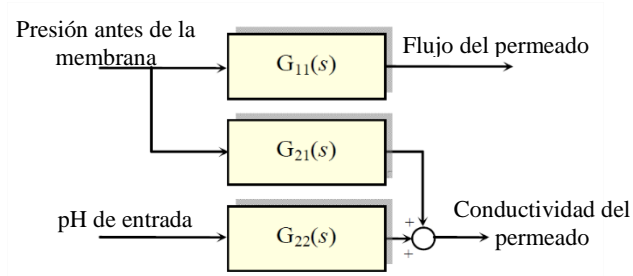 Presión antes de la
membrana
G₁₁(s)
Flujo del permeado
G₂₁(s)
pH de entrada
G₂₂(s)
+
+
Conductividad del
permeado